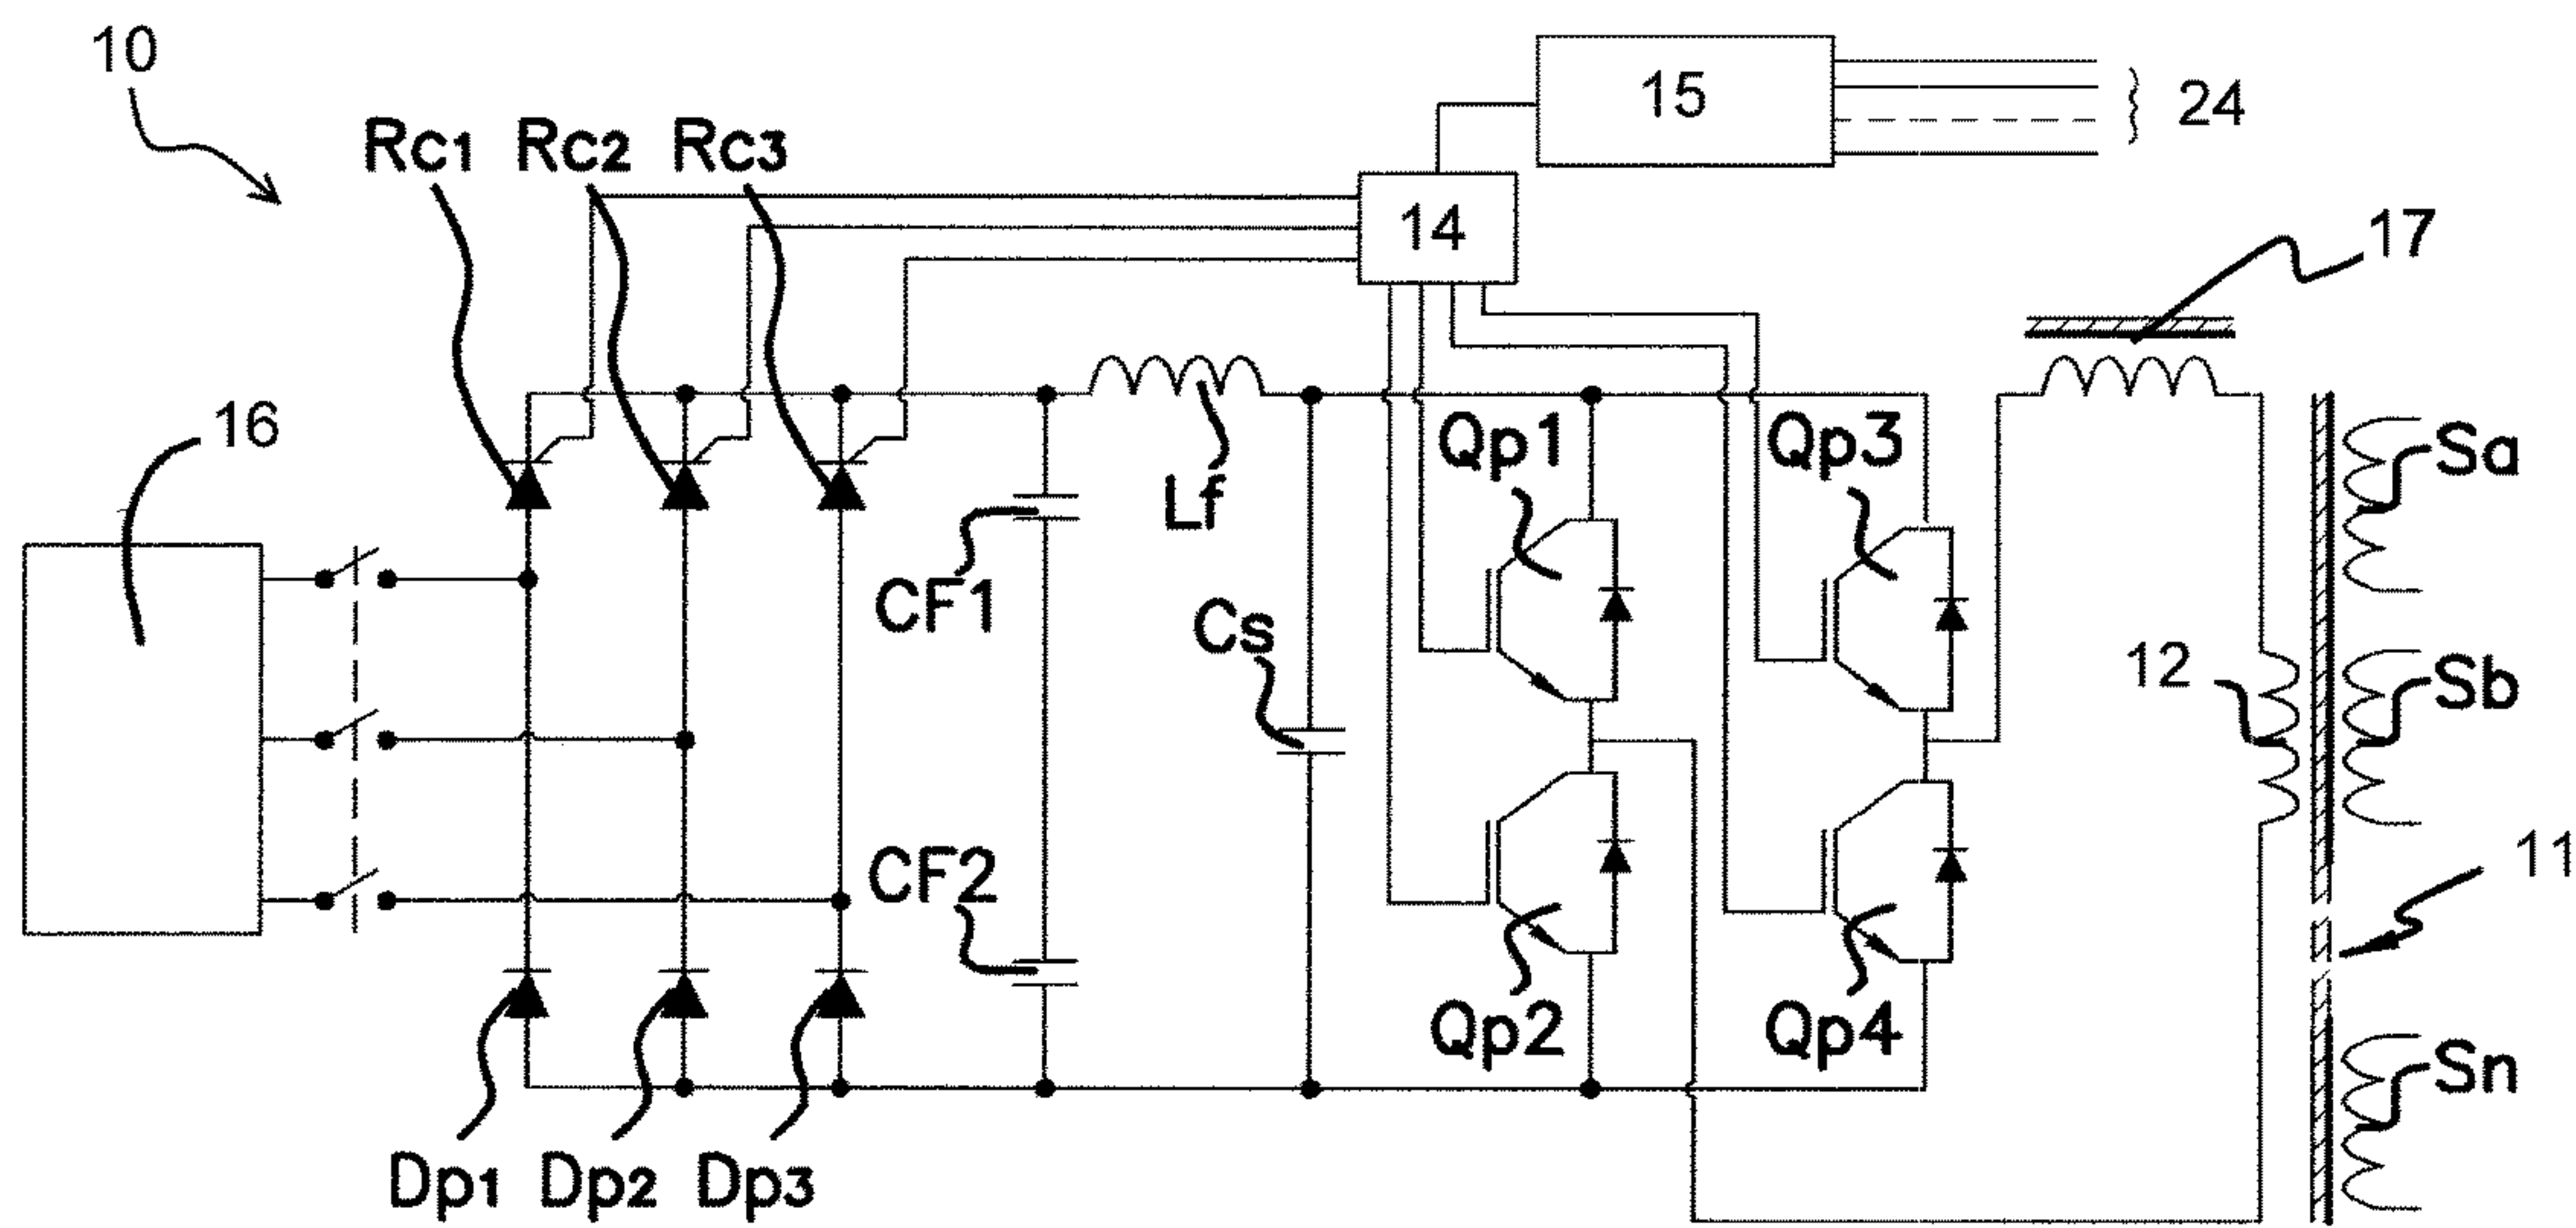 10
15
24
Rc1 Rc2 Rc3
14
17
16
Qp1
Qp3
Sa
Lf
CF1
Cs
12
Sb
CF2
11
Qp2
Qp4
Sn
Dp1 Dp2 Dp3